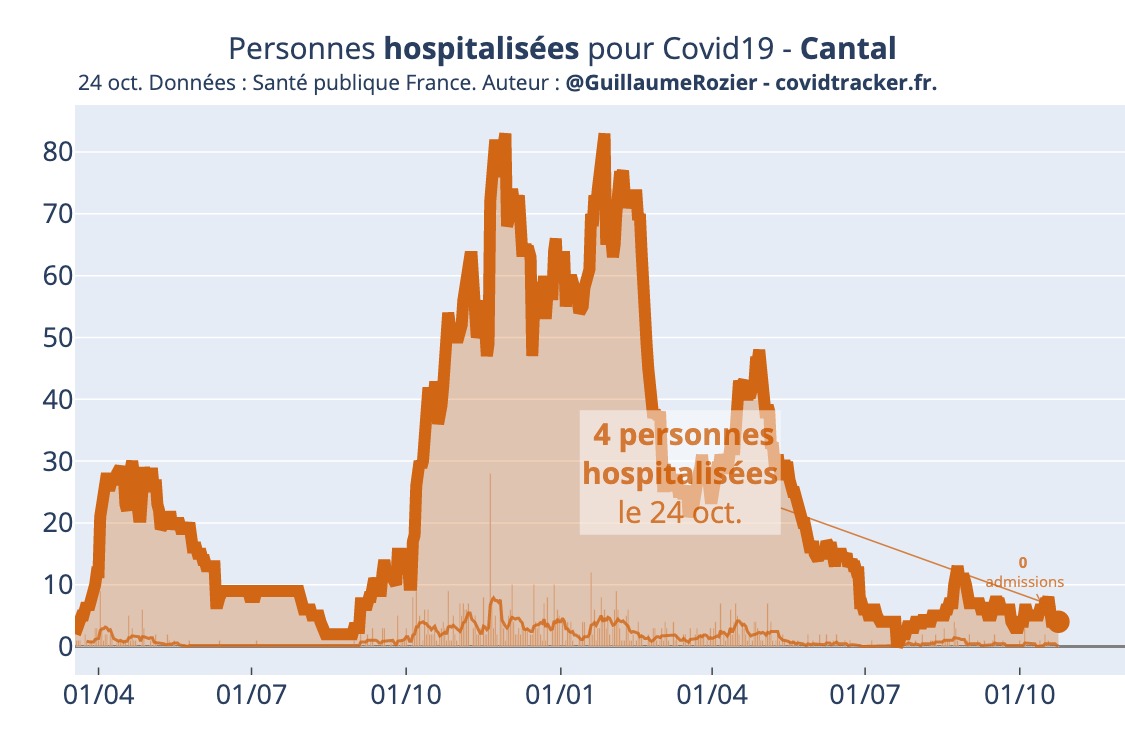 Personnes hospitalisées pour Covid19 - Cantal
24 oct. Données : Santé publique France. Auteur : @GuillaumeRozier - covidtracker.fr.
80
70
60
50
40
30
20
10
0
4 personnes
hospitalisées
le 24 oct.
0
admissions
01/04
01/07
01/10
01/01
01/04
01/07
01/10